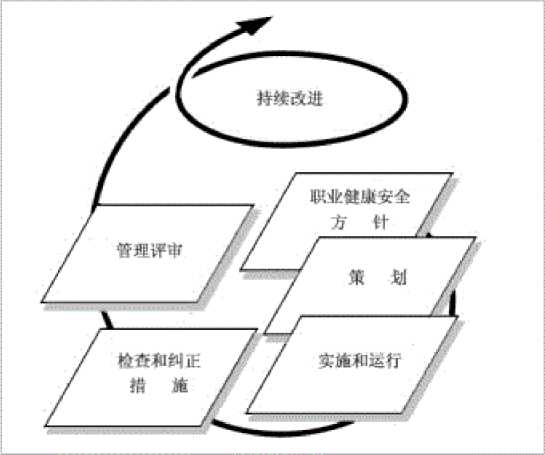 持续改进
职业健康安全
方 针
管理评审
策 划
检查和纠正
措 施
实施和运行